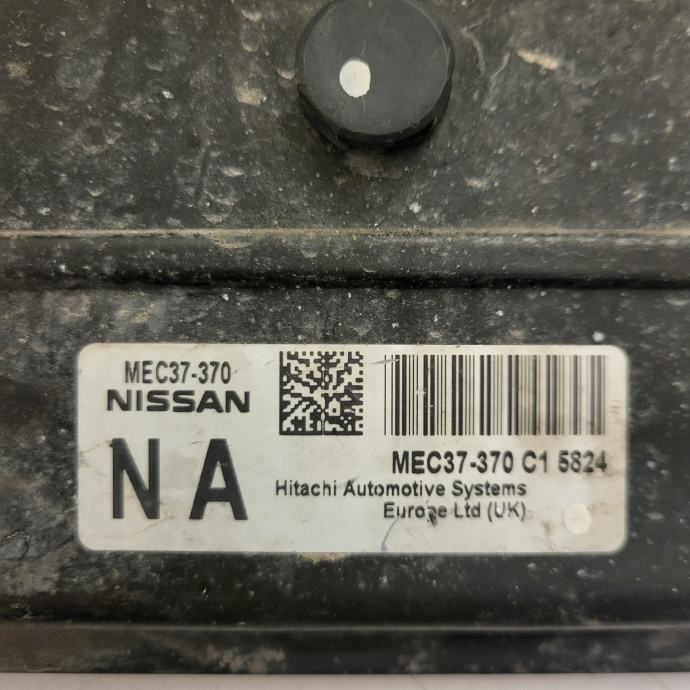 MEC37-370
NISSAN
NA
MEC37-370 C1 5824
Hitachi Automotive Systems
Europe Ltd (UK)